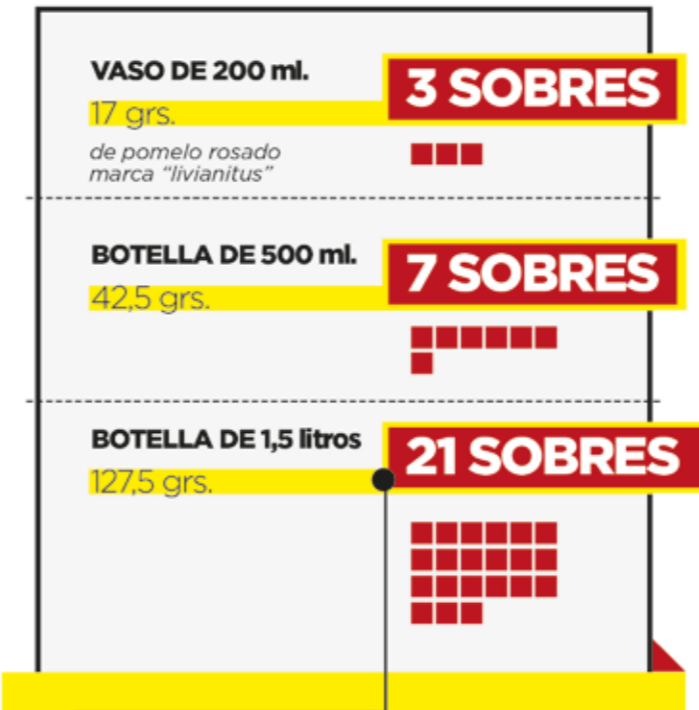 VASO DE 200 ml.
3 SOBRES
17 grs.
de pomelo rosado
marca "livianitus"
BOTELLA DE 500 ml.
7 SOBRES
42,5 grs.
BOTELLA DE 1,5 litros
21 SOBRES
127,5 grs.